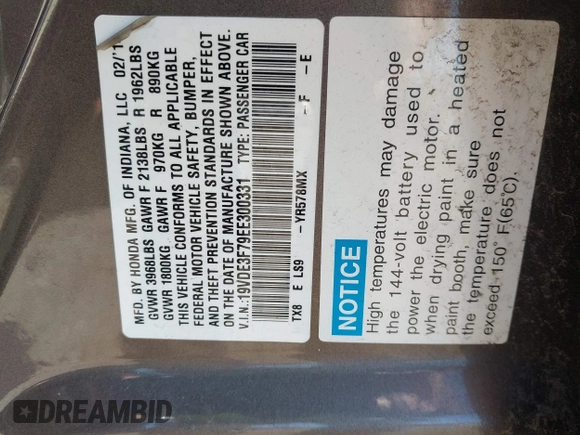 MFD. BY HONDA MFG. OF INDIANA, LLC 02/1
GVWR 3968LBS GAWR F 2138LBS R 1962LBS
GVWR 1800KG GAWR F 970KG R 890KG
THIS VEHICLE CONFORMS TO ALL APPLICABLE
FEDERAL MOTOR VEHICLE SAFETY, BUMPER,
AND THEFT PREVENTION STANDARDS IN EFFECT
ON THE DATE OF MANUFACTURE SHOWN ABOVE.
V.I.N.:19VDE3F79EE300331 TYPE: PASSENGER CAR
TX8 E LS9 -YR578MX -F -E
NOTICE
High temperatures may damage
the 144-volt battery used to
power the electric motor.
when drying paint in a heated
paint booth, make sure
the temperature does not
exceed 150° F(65℃).
DREAMBID